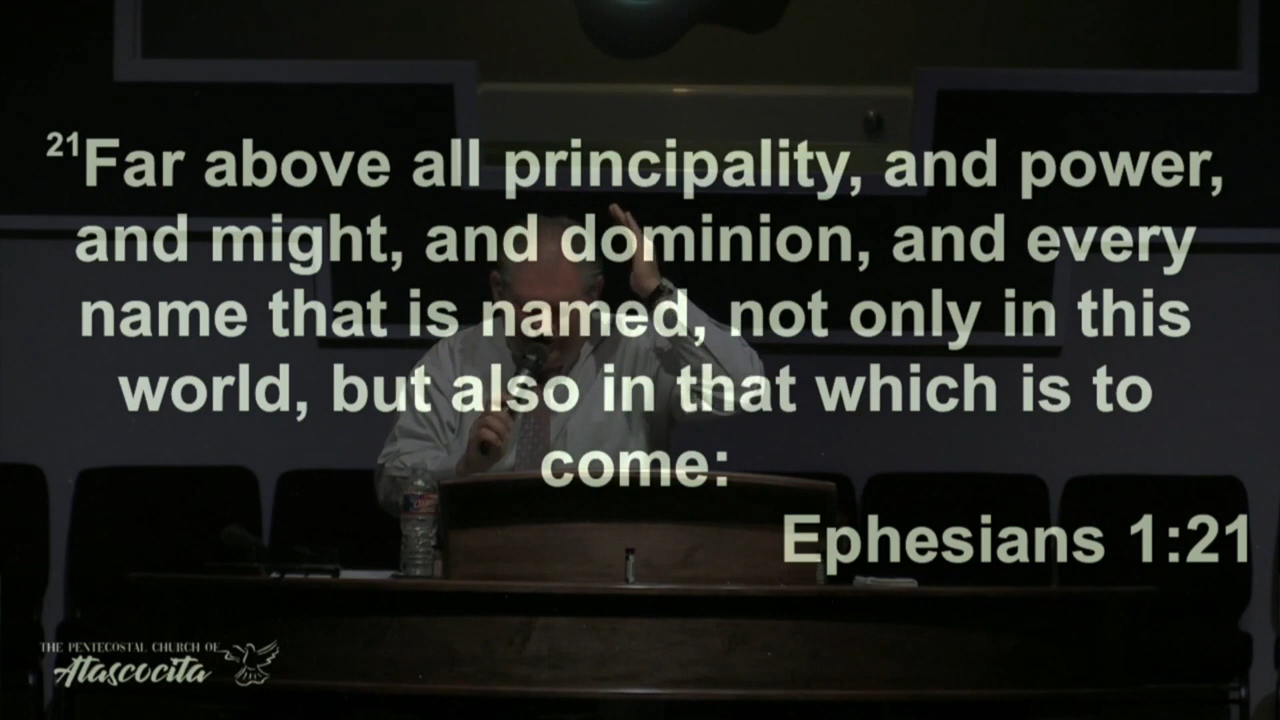 21Far above all principality, and power,
and might, and dominion, and every
name that is named, not only in this
world, but also in that which is to
come:
Ephesians 1:21
THE PENTECOSTAL CHURCH OF
Atascocita